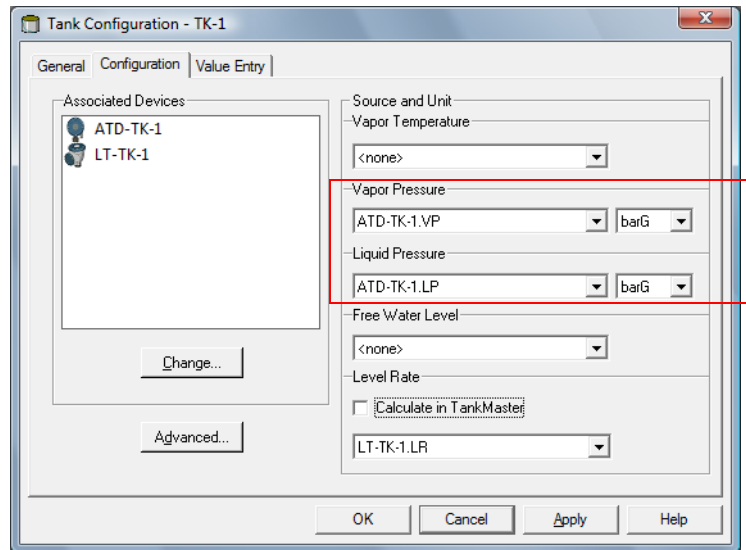 Tank Configuration - TK-1
General Configuration Value Entry
Associated Devices
ATD-TK-1
LT-TK-1
Change...
Advanced...
Source and Unit
Vapor Temperature
<none>
Vapor Pressure
ATD-TK-1.VP barG
Liquid Pressure
ATD-TK-1.LP barG
Free Water Level
<none>
Level Rate
Calculate in TankMaster
LT-TK-1.LR
OK Cancel Apply Help